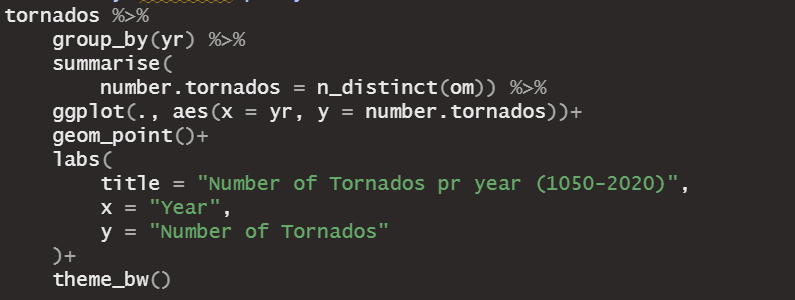 tornados %>%
    group_by(yr) %>%
    summarise(
        number.tornados = n_distinct(om)) %>%
    ggplot(., aes(x = yr, y = number.tornados))+
    geom_point()+
    labs(
        title = "Number of Tornados pr year (1050-2020)",
        x = "Year",
        y = "Number of Tornados"
    )+
    theme_bw()